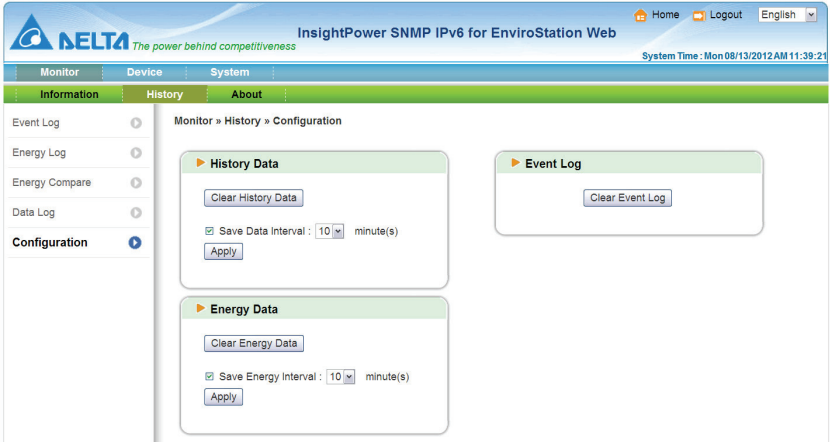 Home Logout English
DELTA The power behind competitiveness
InsightPower SNMP IPv6 for EnviroStation Web
System Time : Mon 08/13/2012 AM 11:39:21
Monitor Device System
Information History About
Event Log
Energy Log
Energy Compare
Data Log
Configuration
Monitor » History » Configuration
History Data
Clear History Data
Save Data Interval : 10 minute(s)
Apply
Energy Data
Clear Energy Data
Save Energy Interval : 10 minute(s)
Apply
Event Log
Clear Event Log